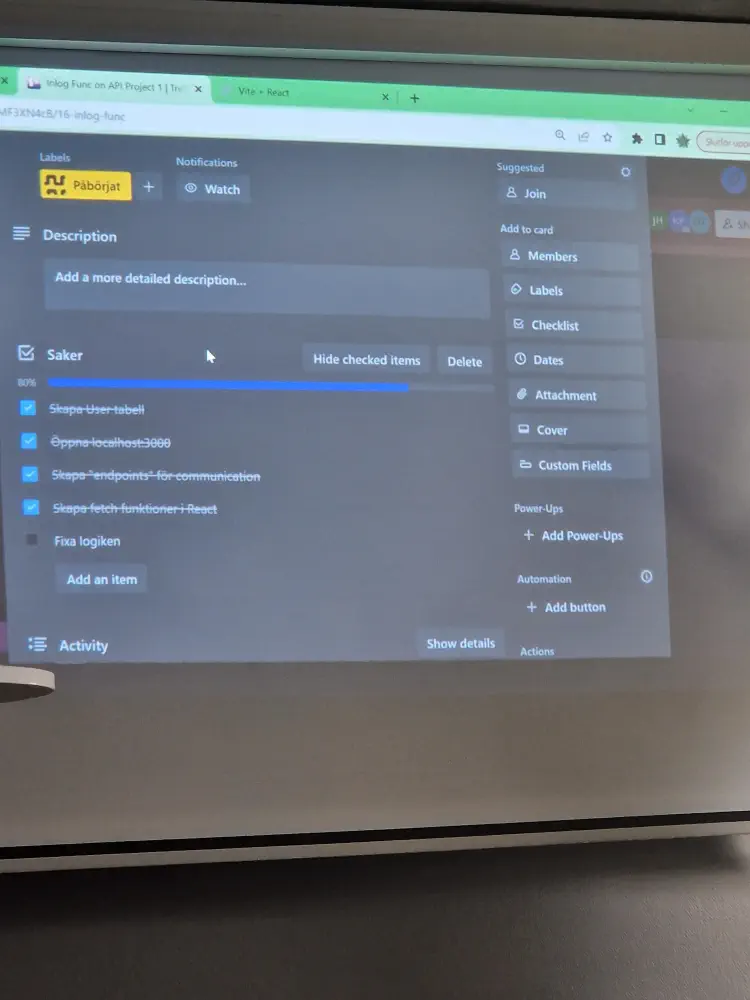 Inlog Func on API Project 1 | Tre
Vite + React
MF3XN4cB/16-inlog-func
Slutför upp
Labels
Påbörjat
Notifications
Watch
Description
Add a more detailed description...
Saker
Hide checked items
Delete
80%
Skapa User tabell
Öppna localhost:3000
Skapa "endpoints" för communication
Skapa fetch funktioner i React
Fixa logiken
Add an item
Activity
Show details
Suggested
Join
Add to card
Members
Labels
Checklist
Dates
Attachment
Cover
Custom Fields
Power-Ups
+ Add Power-Ups
Automation
+ Add button
Actions
JH
Sh